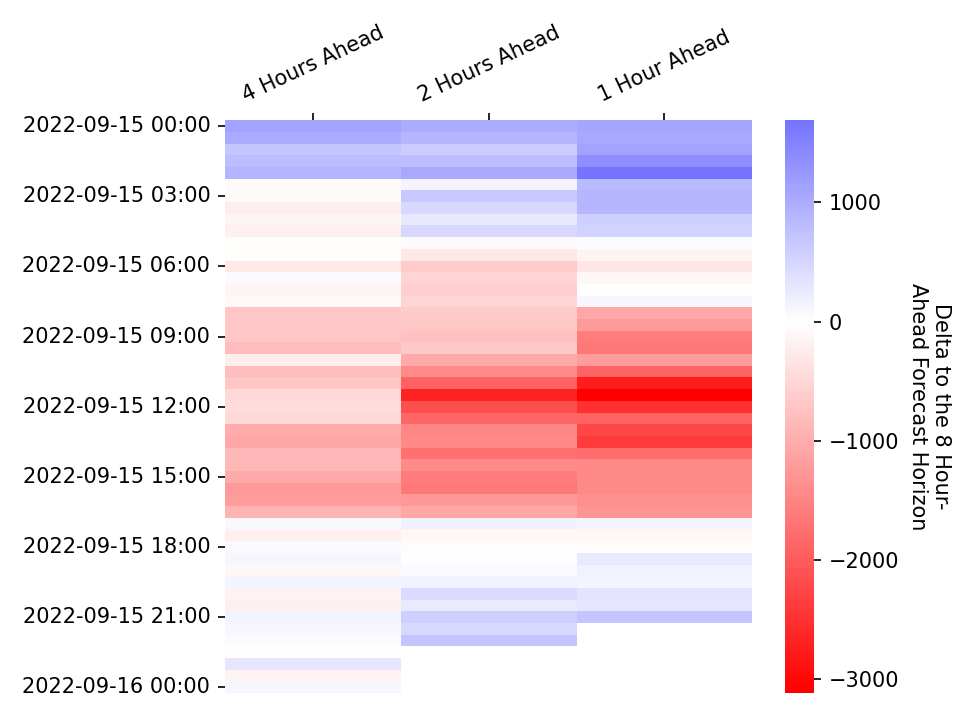 4 Hours Ahead
2 Hours Ahead
1 Hour Ahead
2022-09-15 00:00
2022-09-15 03:00
2022-09-15 06:00
2022-09-15 09:00
2022-09-15 12:00
2022-09-15 15:00
2022-09-15 18:00
2022-09-15 21:00
2022-09-16 00:00
1000
0
−1000
−2000
−3000
Delta to the 8 Hour-
Ahead Forecast Horizon